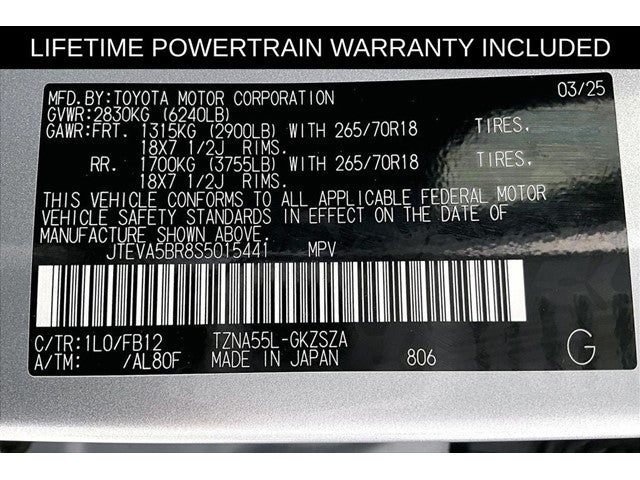 LIFETIME POWERTRAIN WARRANTY INCLUDED
MFD.BY:TOYOTA MOTOR CORPORATION 03/25
GVWR:2830KG (6240LB)
GAWR:FRT. 1315KG (2900LB) WITH 265/70R18 TIRES,
18X7 1/2J RIMS.
RR. 1700KG (3755LB) WITH 265/70R18 TIRES,
18X7 1/2J RIMS.
THIS VEHICLE CONFORMS TO ALL APPLICABLE FEDERAL MOTOR
VEHICLE SAFETY STANDARDS IN EFFECT ON THE DATE OF
MANUFACTURE SHOWN ABOVE.
JTEVA5BR8S5015441 MPV
C/TR:1L0/FB12 TZNA55L-GKZSZA
A/TM: /AL80F MADE IN JAPAN 806 G